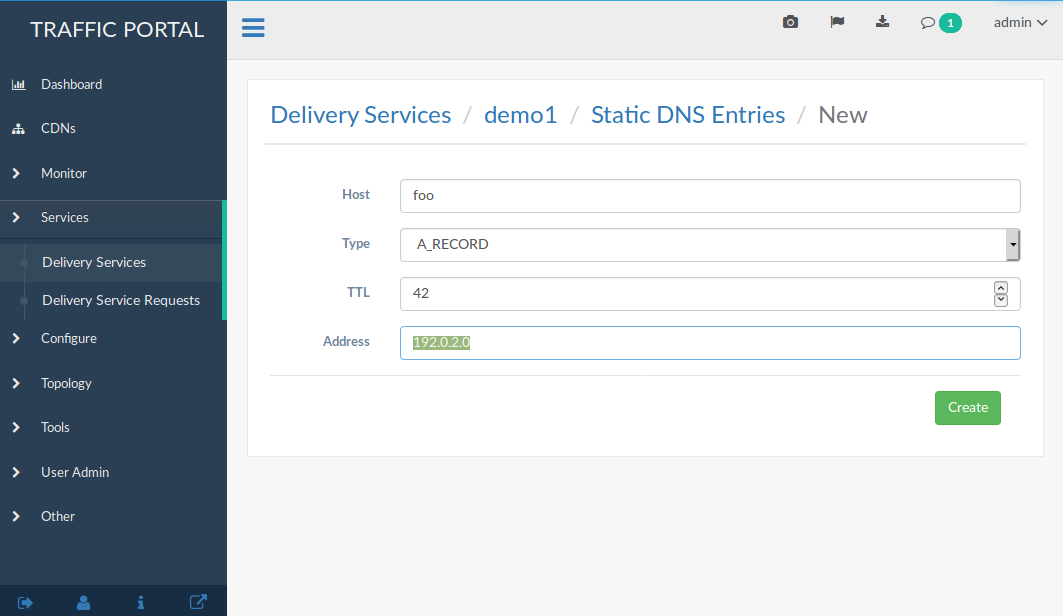 TRAFFIC PORTAL
1
admin
Dashboard
CDNs
Monitor
Services
Delivery Services
Delivery Service Requests
Configure
Topology
Tools
User Admin
Other
Delivery Services / demo1 / Static DNS Entries / New
Host foo
Type A_RECORD
TTL 42
Address 192.0.2.0
Create